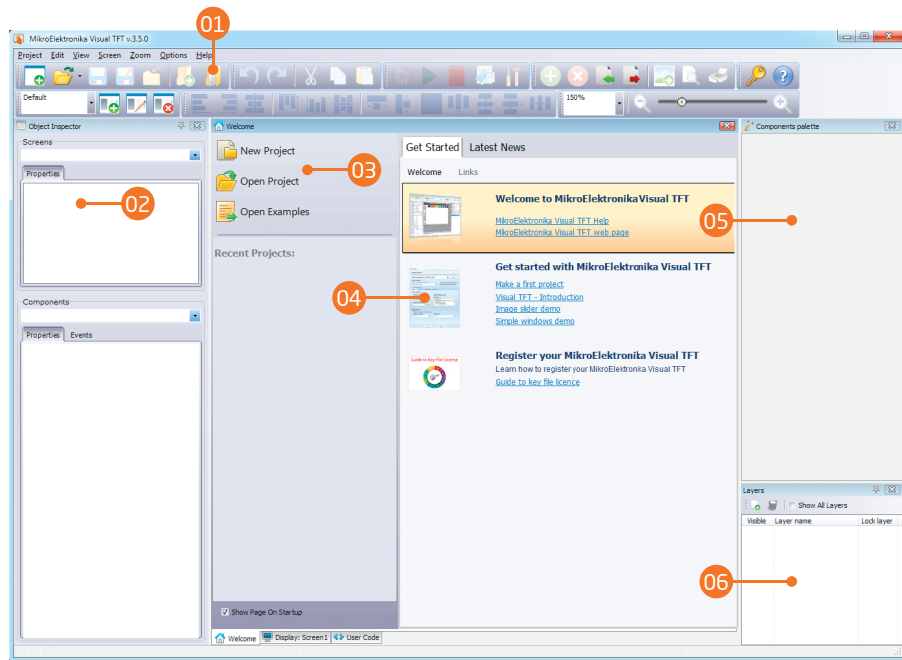 01
MikroElektronika Visual TFT v.3.5.0
Project Edit View Screen Zoom Options Help
Default
150%
Object Inspector
Welcome
Components palette
Screens
Properties
02
New Project
Open Project
Open Examples
03
Recent Projects:
Get Started Latest News
Welcome Links
Welcome to MikroElektronika Visual TFT
MikroElektronika Visual TFT Help
MikroElektronika Visual TFT web page
05
Get started with MikroElektronika Visual TFT
Make a first project
Visual TFT - Introduction
Image slider demo
Simple windows demo
04
Components
Properties Events
Guide to Key File License
Register your MikroElektronika Visual TFT
Learn how to register your MikroElektronika Visual TFT
Guide to key file licence
Layers
Show All Layers
Visible Layer name Lock layer
06
Show Page On Startup
Welcome Display: Screen1 User Code